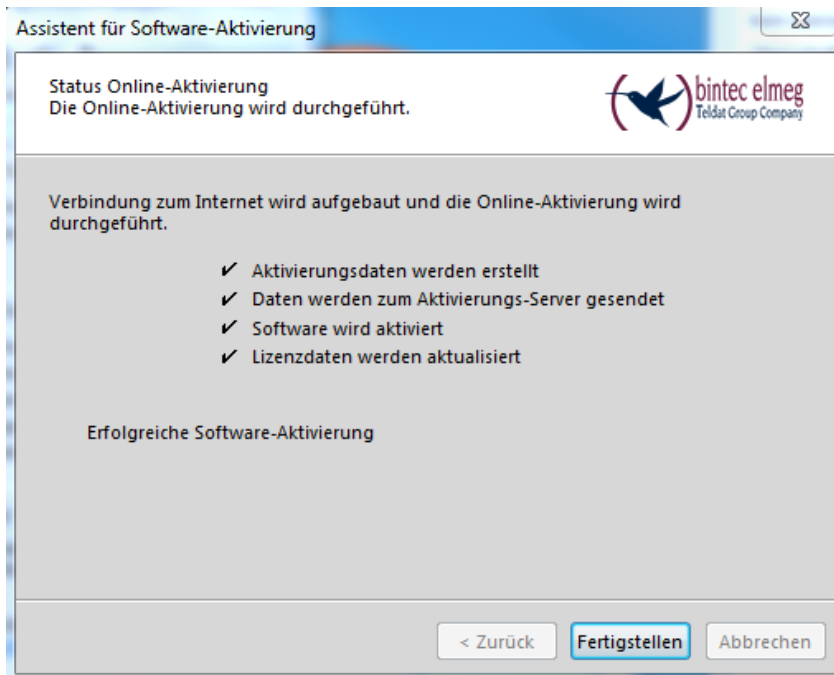 Assistent für Software-Aktivierung
Status Online-Aktivierung
Die Online-Aktivierung wird durchgeführt.
bintec elmeg
Teldat Group Company
Verbindung zum Internet wird aufgebaut und die Online-Aktivierung wird
durchgeführt.
✔ Aktivierungsdaten werden erstellt
✔ Daten werden zum Aktivierungs-Server gesendet
✔ Software wird aktiviert
✔ Lizenzdaten werden aktualisiert
Erfolgreiche Software-Aktivierung
< Zurück Fertigstellen Abbrechen